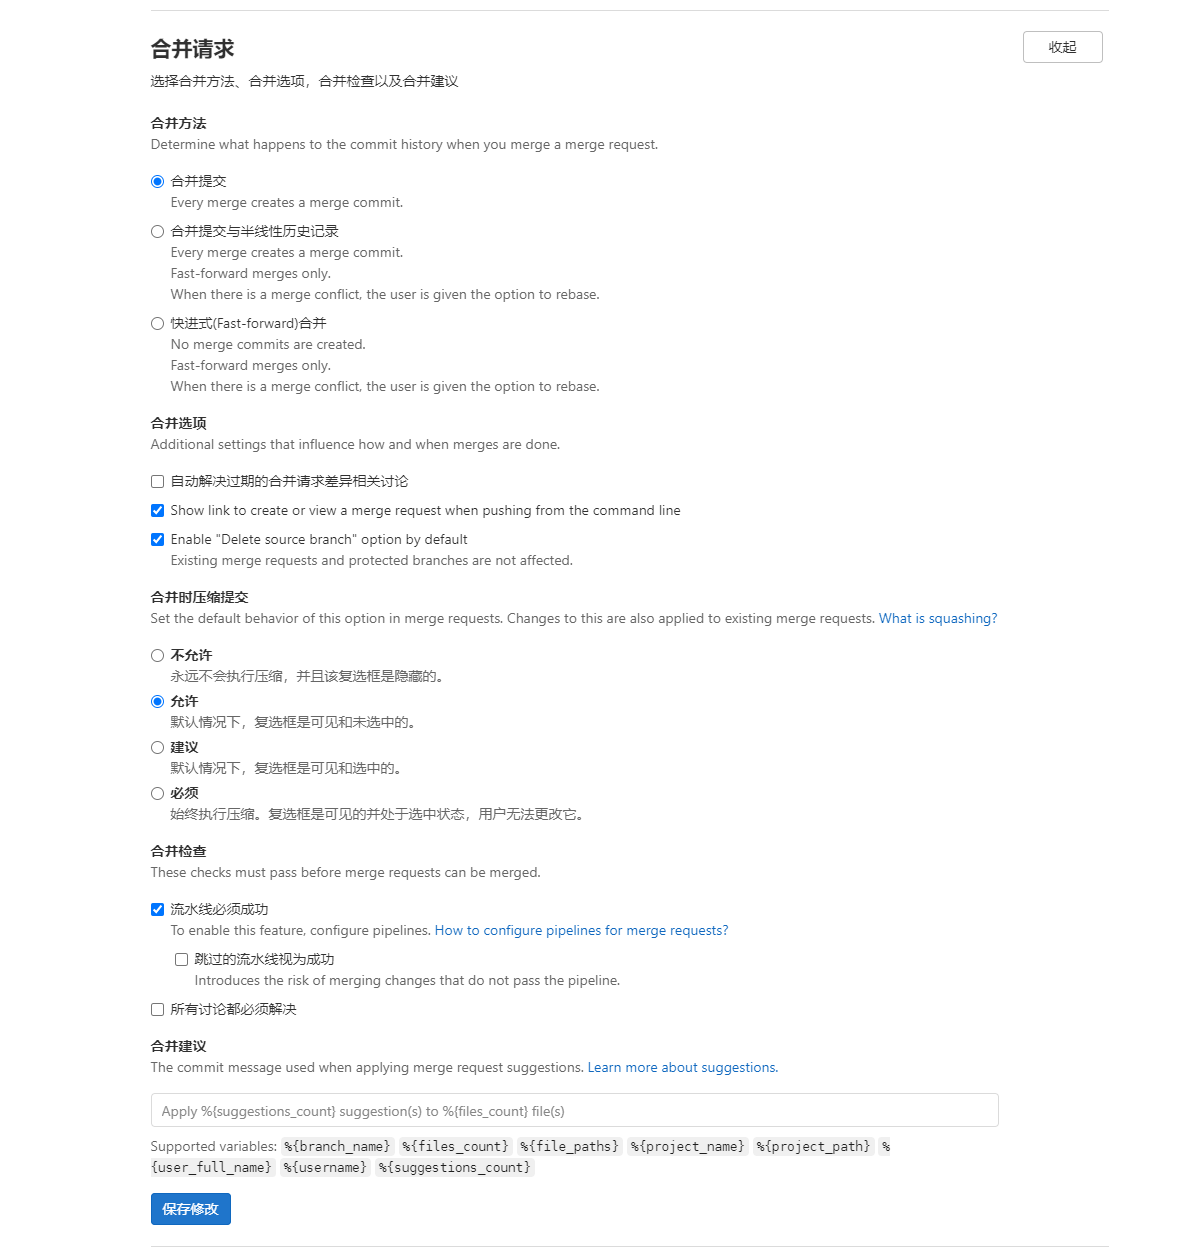 合并请求
收起
选择合并方法、合并选项，合并检查以及合并建议
合并方法
Determine what happens to the commit history when you merge a merge request.
合并提交
Every merge creates a merge commit.
合并提交与半线性历史记录
Every merge creates a merge commit.
Fast-forward merges only.
When there is a merge conflict, the user is given the option to rebase.
快进式(Fast-forward)合并
No merge commits are created.
Fast-forward merges only.
When there is a merge conflict, the user is given the option to rebase.
合并选项
Additional settings that influence how and when merges are done.
自动解决过期的合并请求差异相关讨论
Show link to create or view a merge request when pushing from the command line
Enable "Delete source branch" option by default
Existing merge requests and protected branches are not affected.
合并时压缩提交
Set the default behavior of this option in merge requests. Changes to this are also applied to existing merge requests. What is squashing?
不允许
永远不会执行压缩，并且该复选框是隐藏的。
允许
默认情况下，复选框是可见和未选中的。
建议
默认情况下，复选框是可见和选中的。
必须
始终执行压缩。复选框是可见的并处于选中状态，用户无法更改它。
合并检查
These checks must pass before merge requests can be merged.
流水线必须成功
To enable this feature, configure pipelines. How to configure pipelines for merge requests?
跳过的流水线视为成功
Introduces the risk of merging changes that do not pass the pipeline.
所有讨论都必须解决
合并建议
The commit message used when applying merge request suggestions. Learn more about suggestions.
Apply %{suggestions_count} suggestion(s) to %{files_count} file(s)
Supported variables: %{branch_name} %{files_count} %{file_paths} %{project_name} %{project_path} %
{user_full_name} %{username} %{suggestions_count}
保存修改